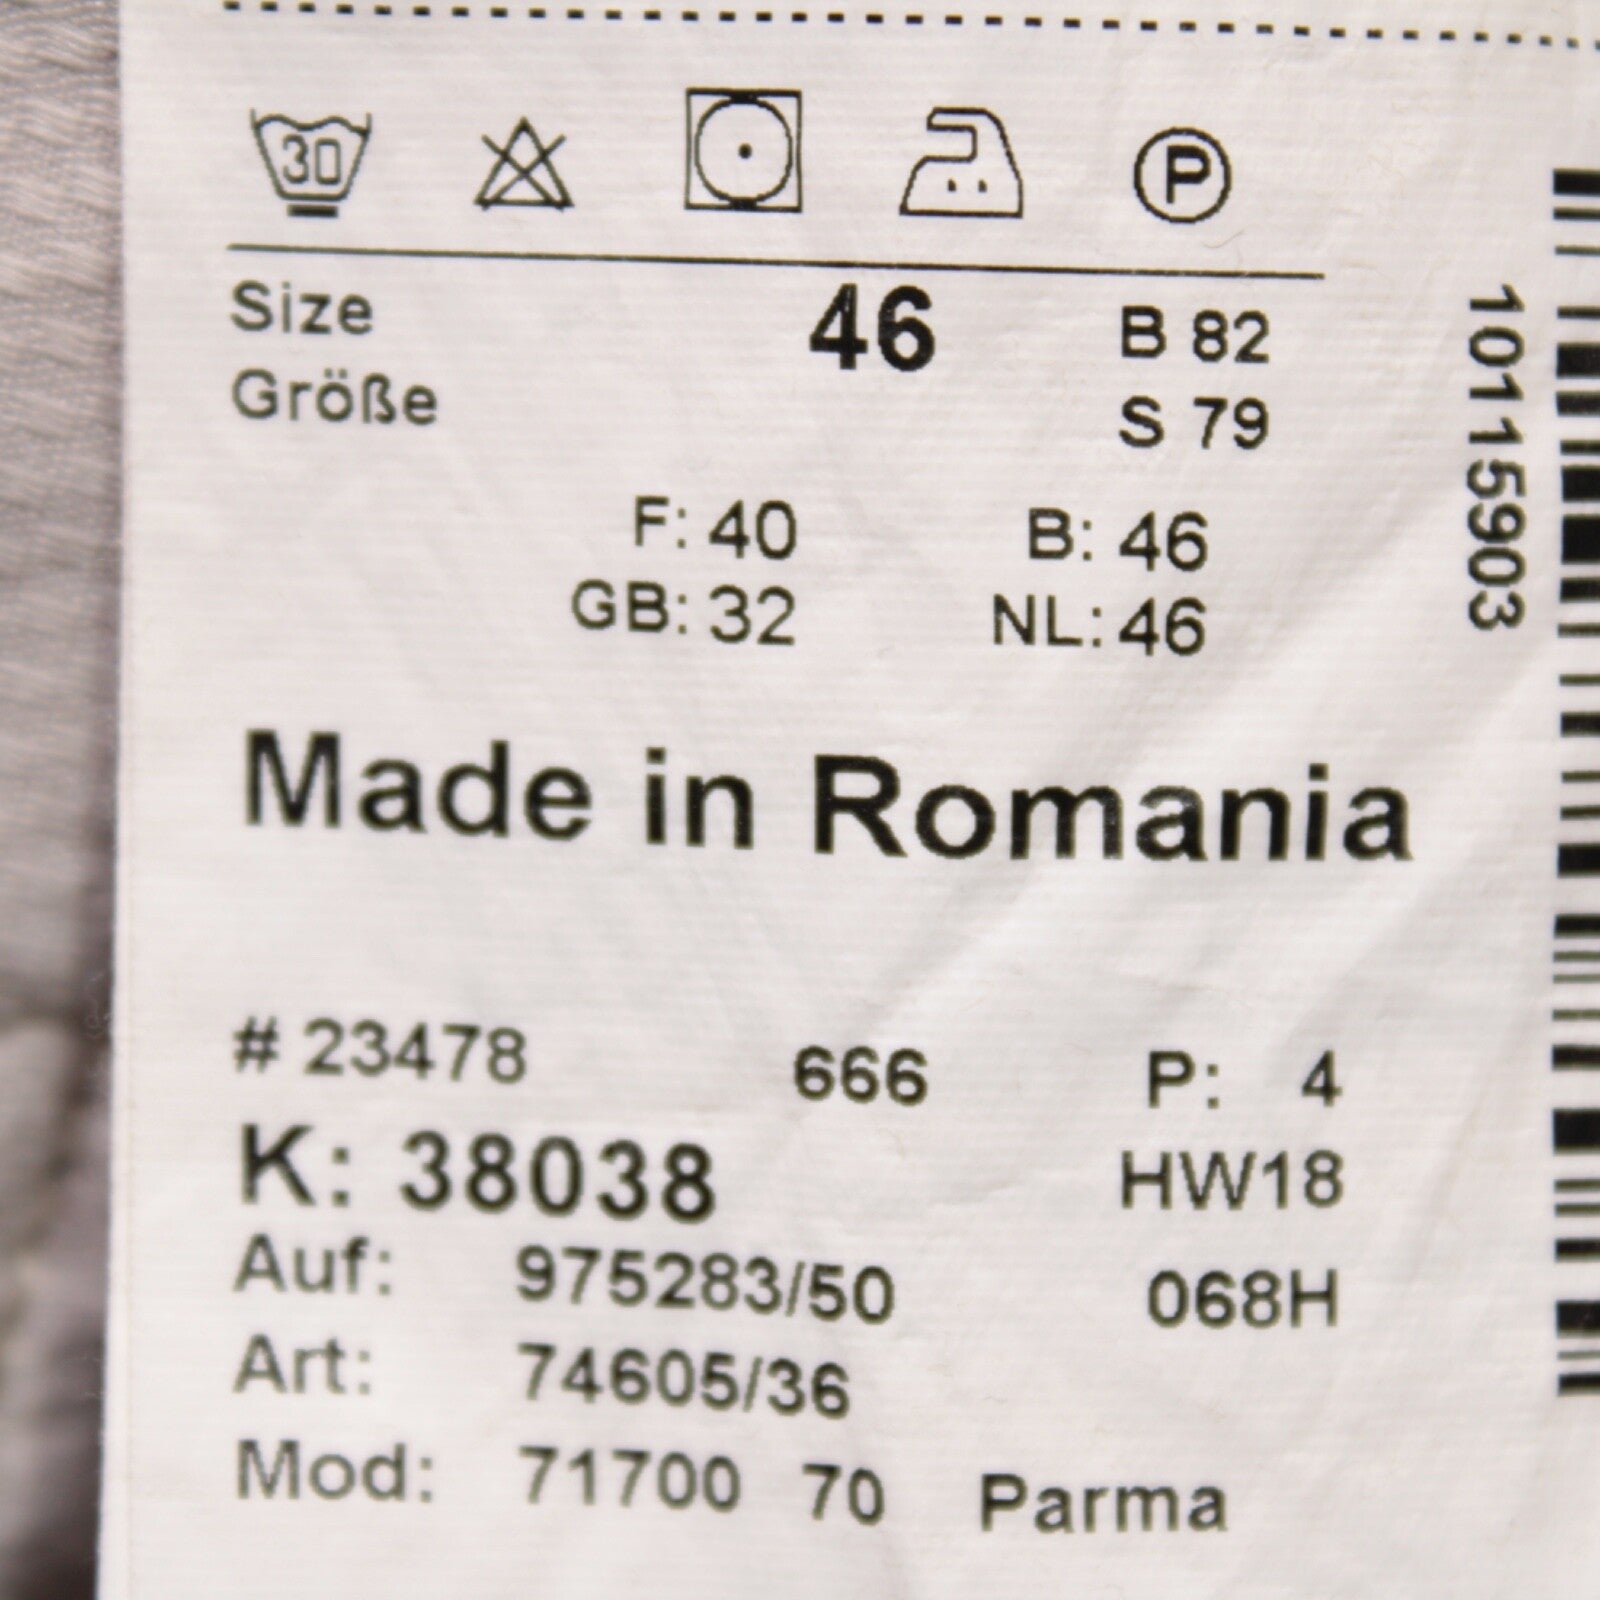 30 P
Size 46 B 82
Größe S 79
F: 40 B: 46
GB: 32 NL: 46
Made in Romania
# 23478 666 P: 4
K: 38038 HW18
Auf: 975283/50 068H
Art: 74605/36
Mod: 71700 70 Parma
10115903